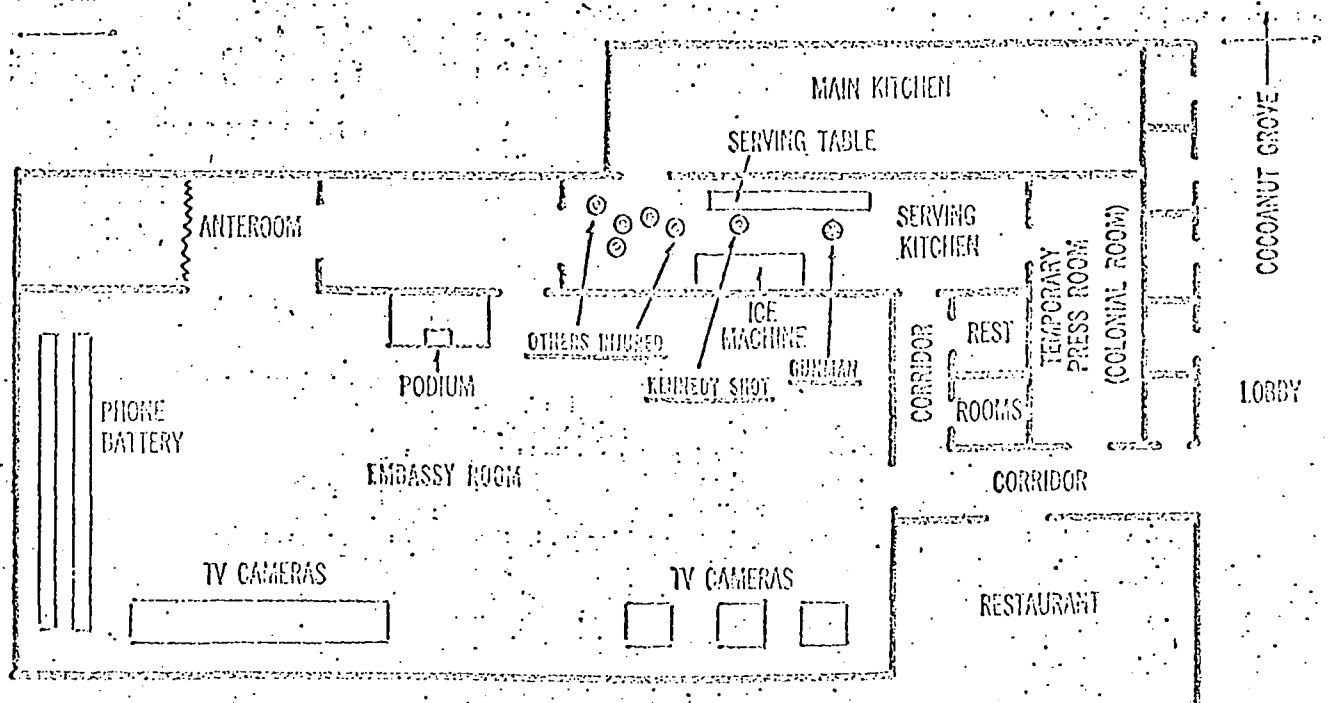 MAIN KITCHEN
SERVING TABLE
COCOANUT GROVE
ANTEROOM
SERVING
KITCHEN
TEMPORARY
PRESS ROOM
(COLONIAL ROOM)
OTHERS INJURED
ICE
MACHINE
GUNMAN
KENNEDY SHOT
PODIUM
CORRIDOR
REST
ROOMS
LOBBY
PHONE
BATTERY
EMBASSY ROOM
CORRIDOR
TV CAMERAS
TV CAMERAS
RESTAURANT